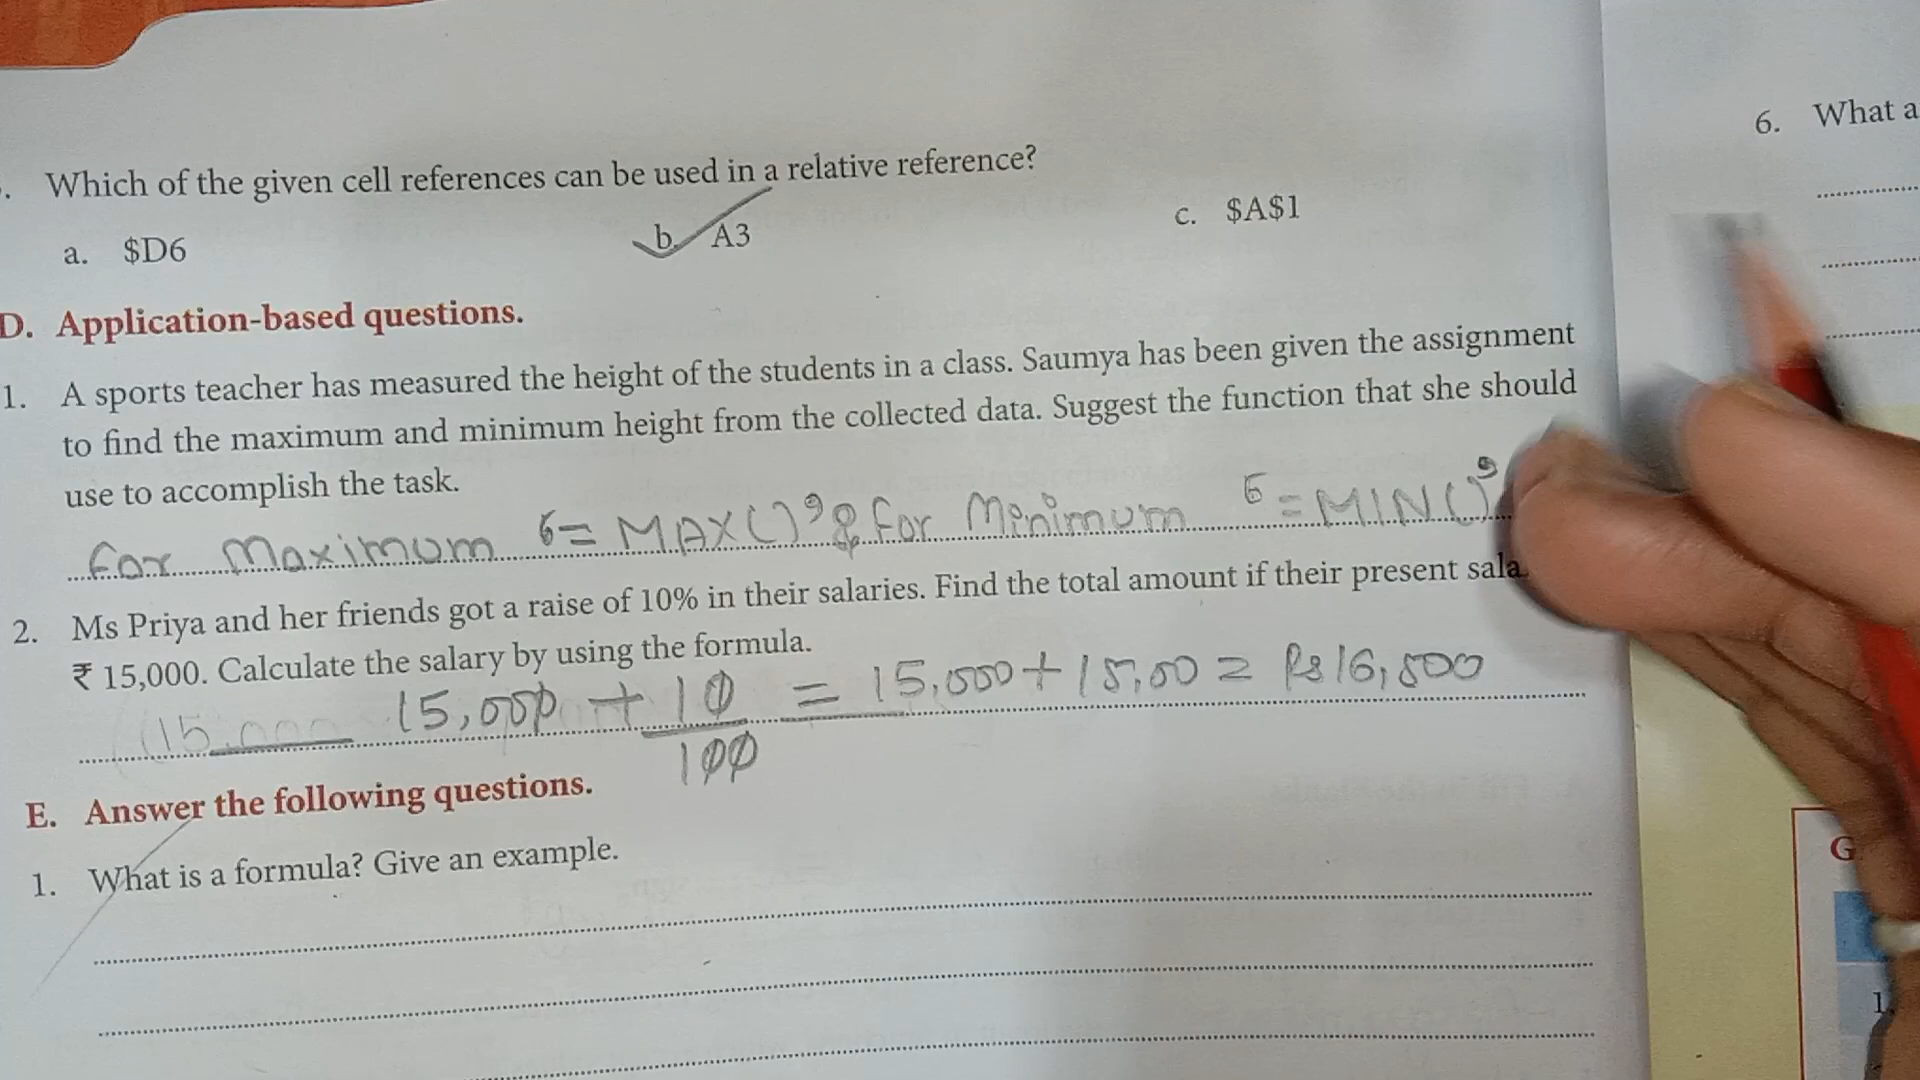 Which of the given cell references can be used in a relative reference?
a. $D6 b. A3 c. $A$1
D. Application-based questions.
1. A sports teacher has measured the height of the students in a class. Saumya has been given the assignment
to find the maximum and minimum height from the collected data. Suggest the function that she should
use to accomplish the task.
for Maximum ‘= MAX()’ & for Minimum ‘= MIN()’
2. Ms Priya and her friends got a raise of 10% in their salaries. Find the total amount if their present
₹ 15,000. Calculate the salary by using the formula.
15,000 15,000 + 10/100 = 15,000 + 15,00 = Rs 16,500
E. Answer the following questions.
1. What is a formula? Give an example.
6. What a
G
1.